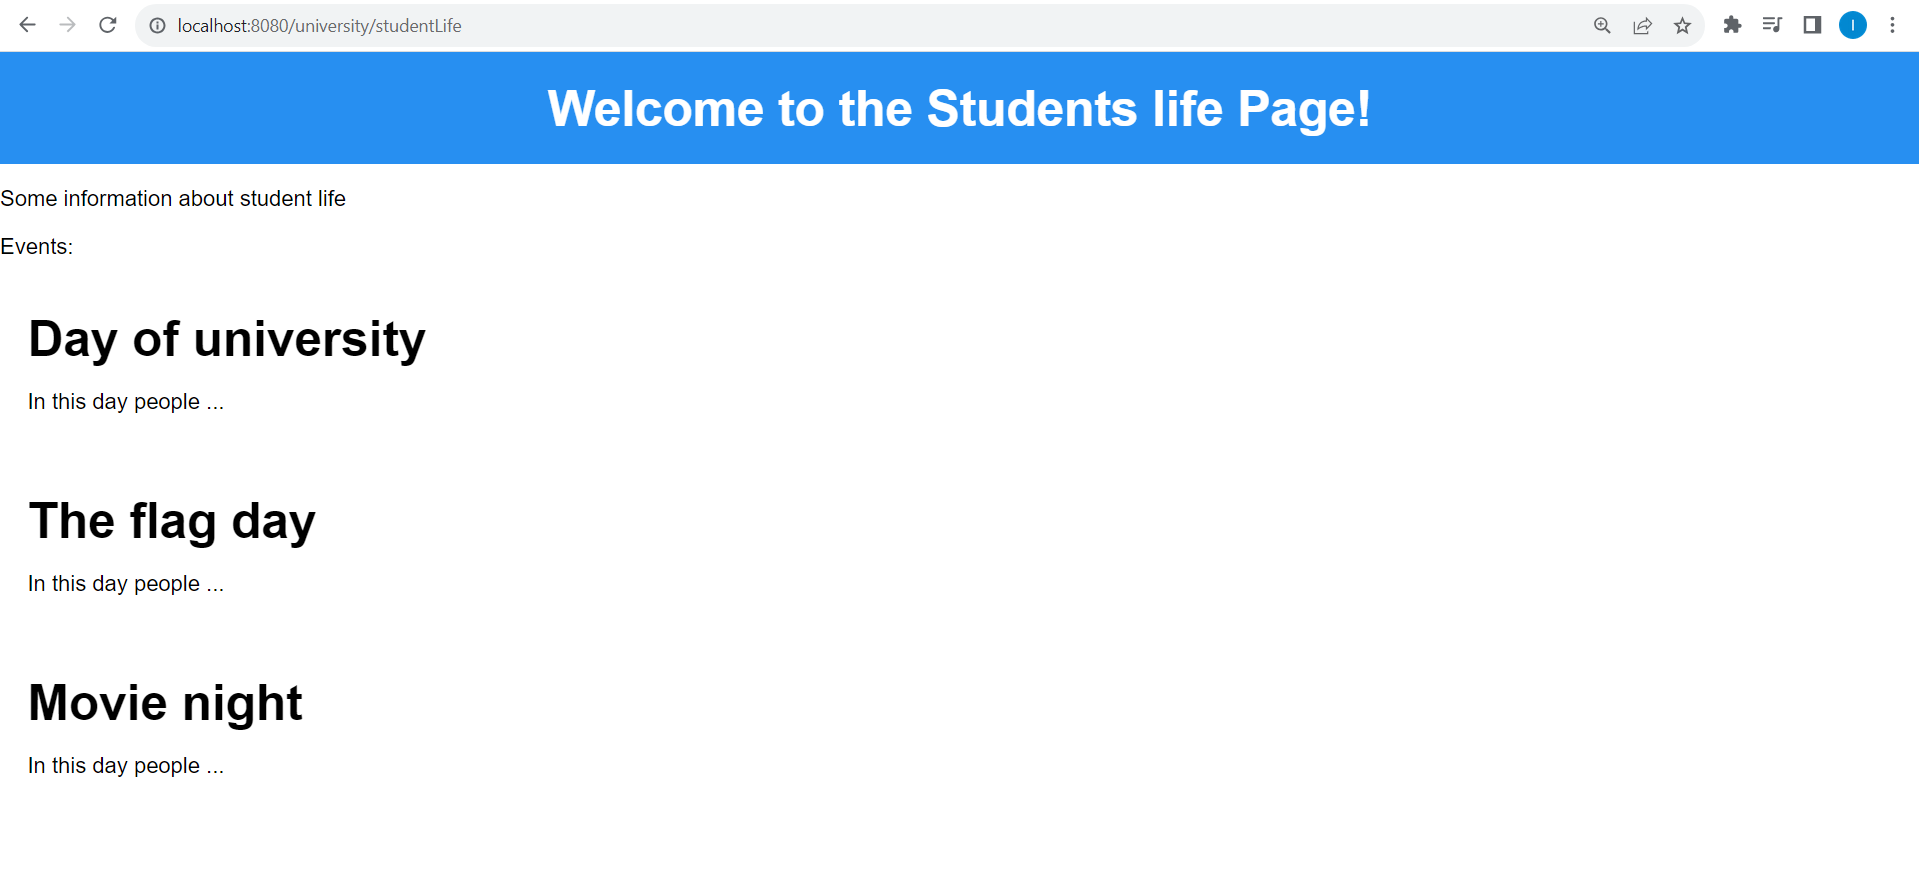 localhost:8080/university/studentLife
I
Welcome to the Students life Page!
Some information about student life
Events:
Day of university
In this day people ...
The flag day
In this day people ...
Movie night
In this day people ...